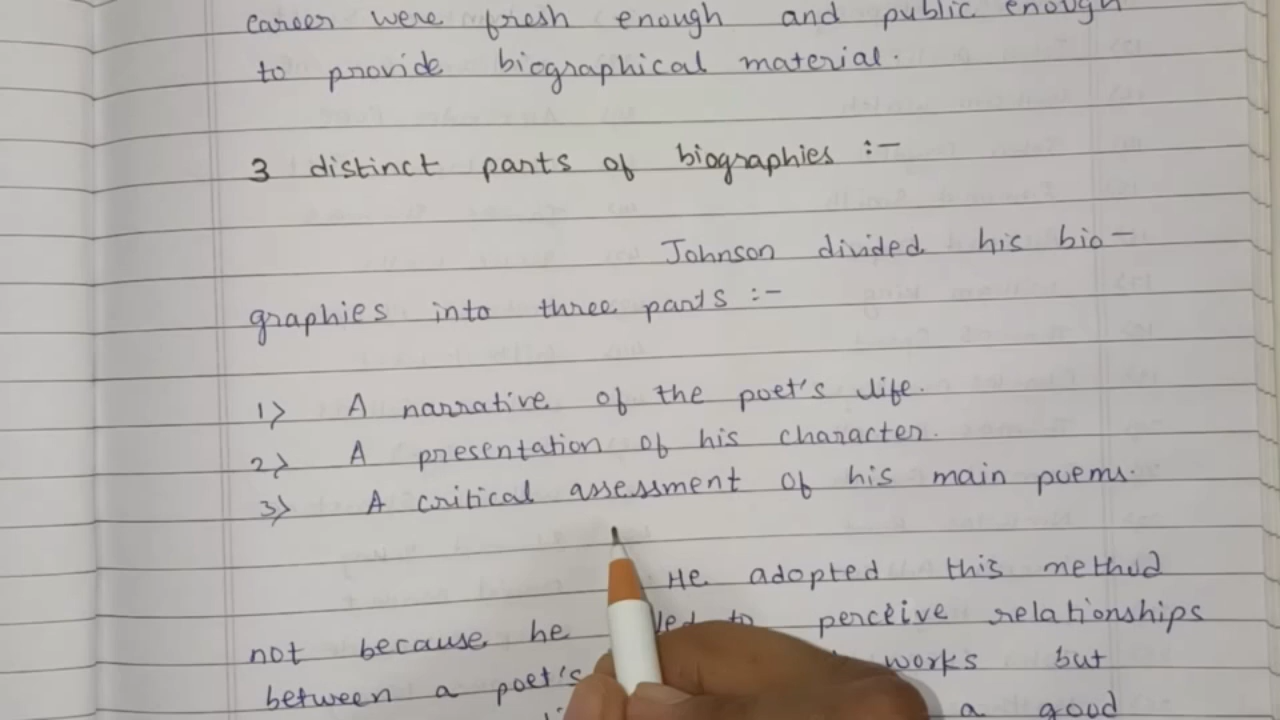 career were fresh enough and public enough
to provide biographical material.
3 distinct parts of biographies :-
Johnson divided his bio-
graphies into three parts :-
1) A narrative of the poet's life.
2) A presentation of his character.
3) A critical assessment of his main poems.
He adopted this method
not because he to perceive relationships
between a poet's works but
a good